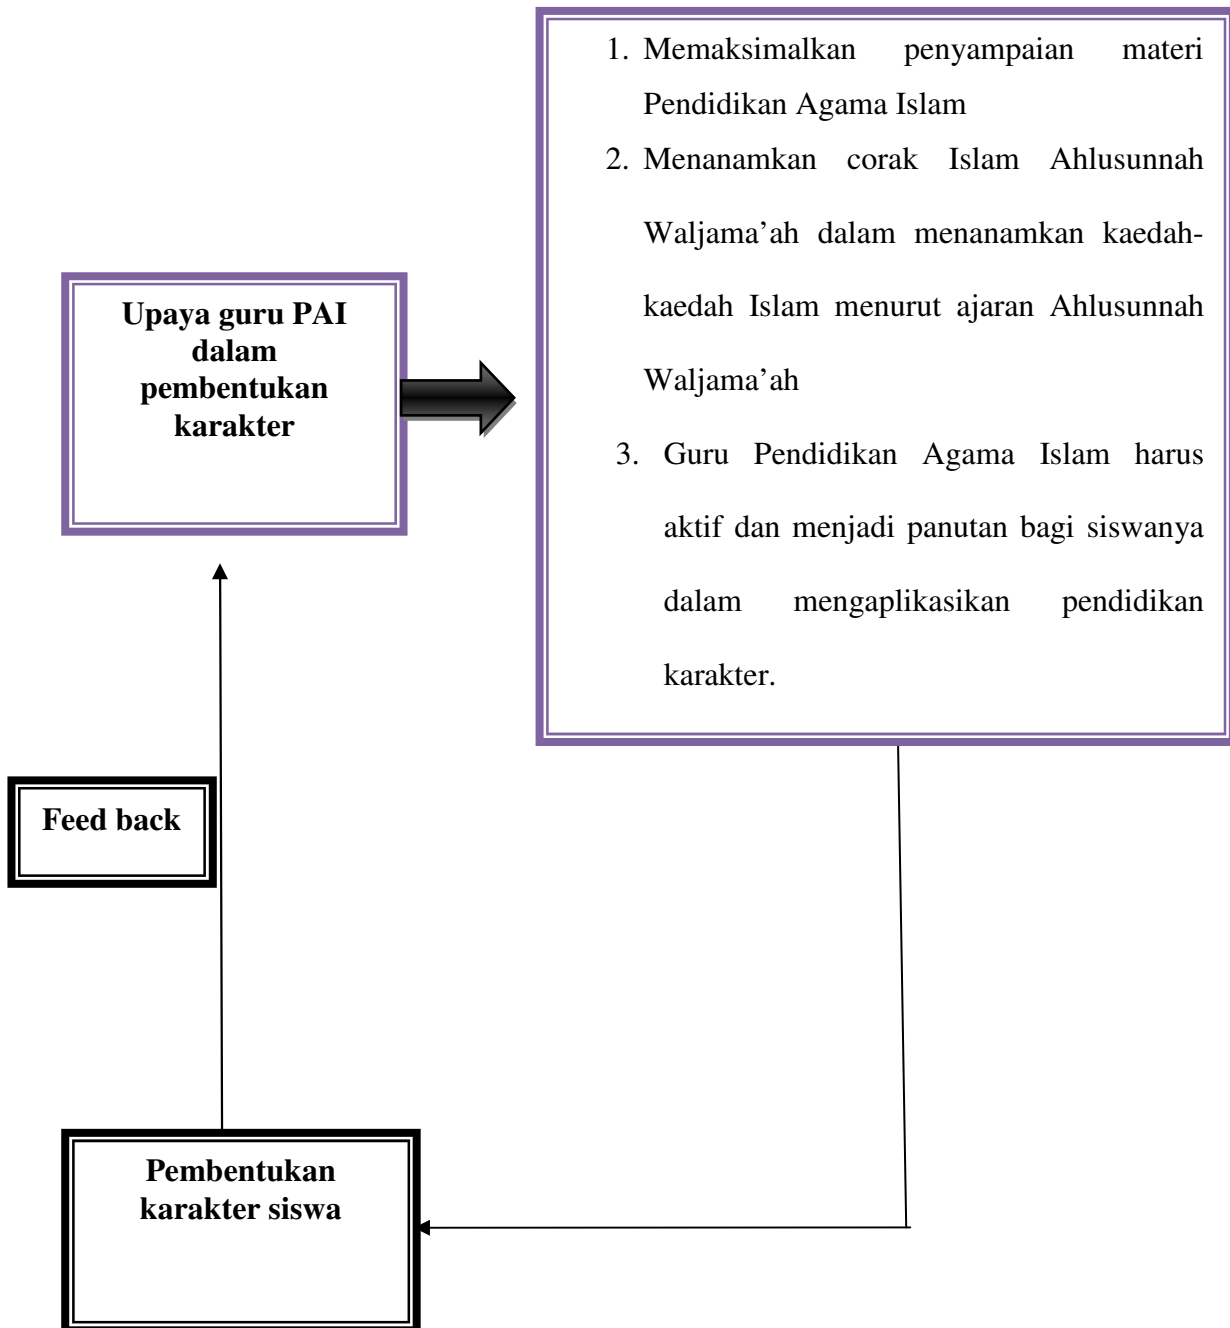 1. Memaksimalkan penyampaian materi
Pendidikan Agama Islam
2. Menanamkan corak Islam Ahlusunnah
Waljama’ah dalam menanamkan kaedah-
kaedah Islam menurut ajaran Ahlusunnah
Waljama’ah
3. Guru Pendidikan Agama Islam harus
aktif dan menjadi panutan bagi siswanya
dalam mengaplikasikan pendidikan
karakter.
Upaya guru PAI
dalam
pembentukan
karakter
Feed back
Pembentukan
karakter siswa